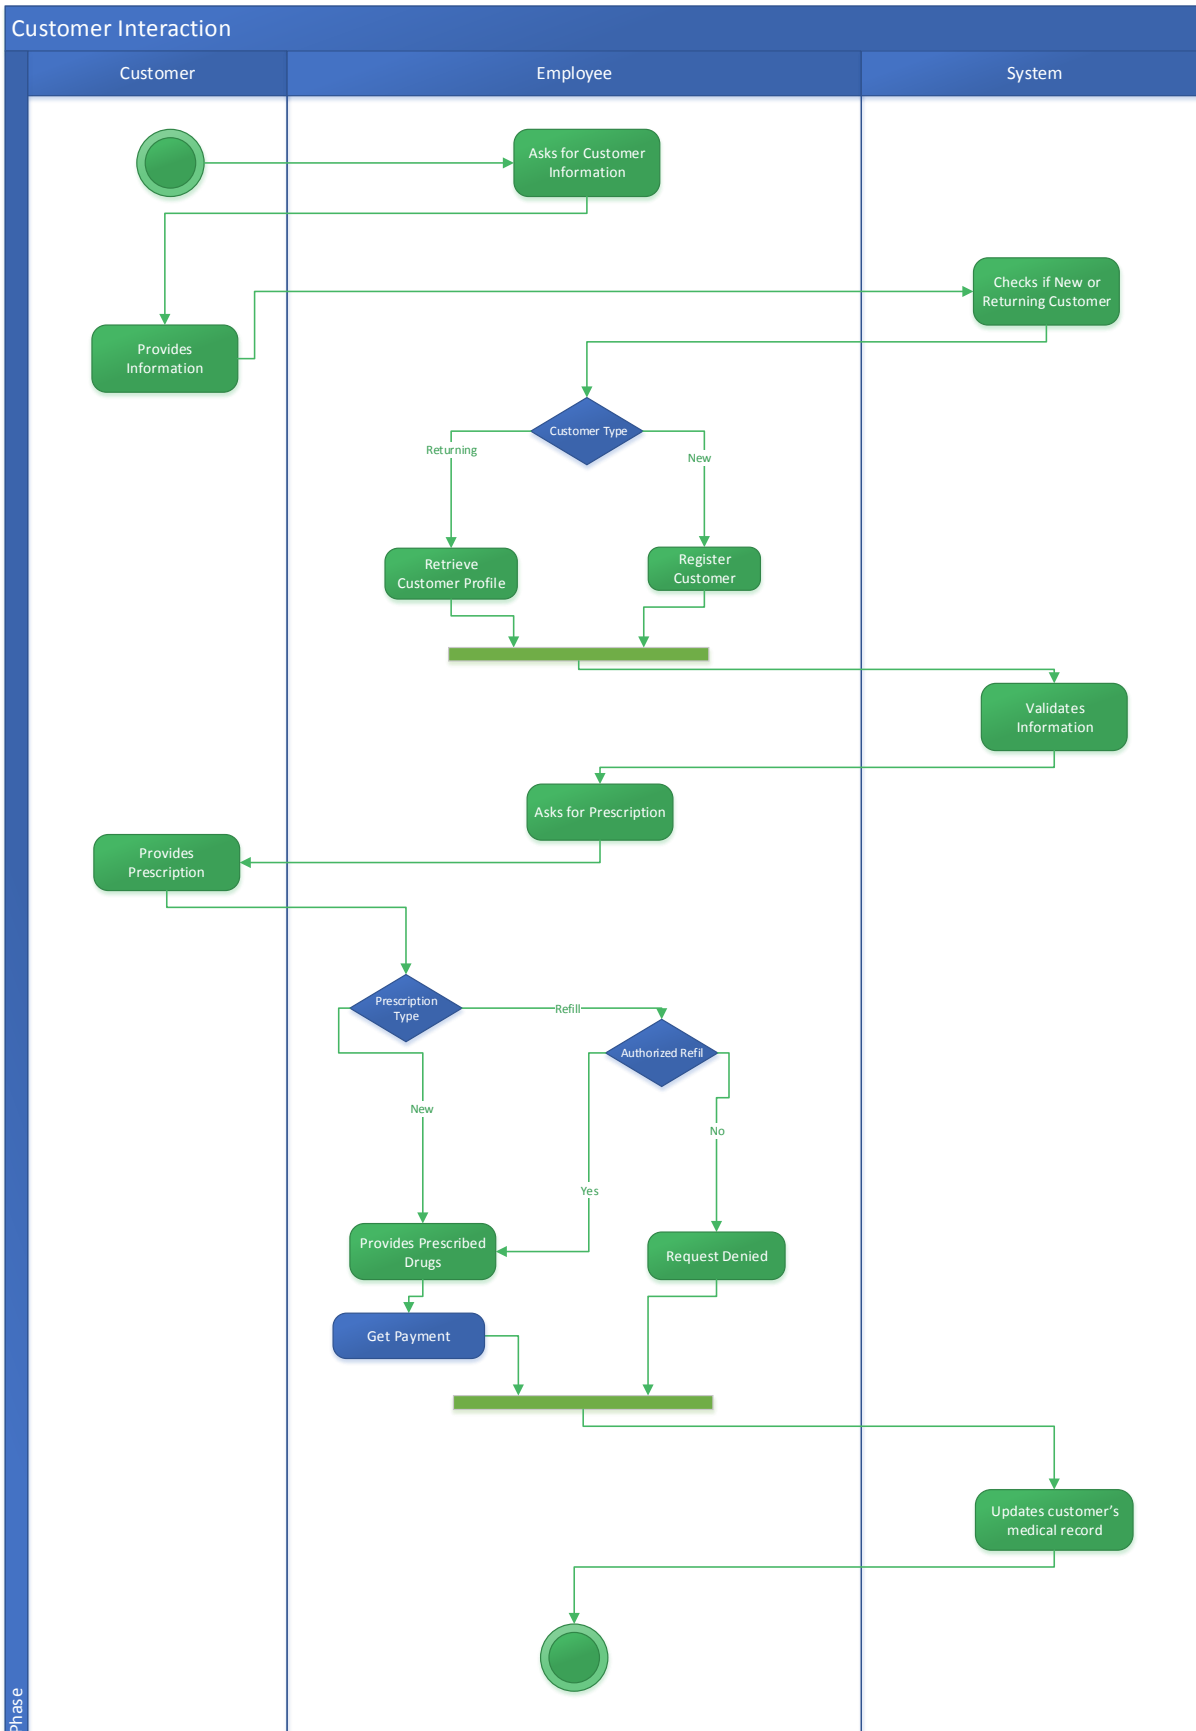 Customer Interaction
Customer
Employee
System
Asks for Customer
Information
Checks if New or
Returning Customer
Provides
Information
Customer Type
Returning
New
Retrieve
Customer Profile
Register
Customer
Validates
Information
Asks for Prescription
Provides
Prescription
Prescription
Type
Refill
Authorized Refil
New
No
Yes
Provides Prescribed
Drugs
Request Denied
Get Payment
Updates customer's
medical record
Phase